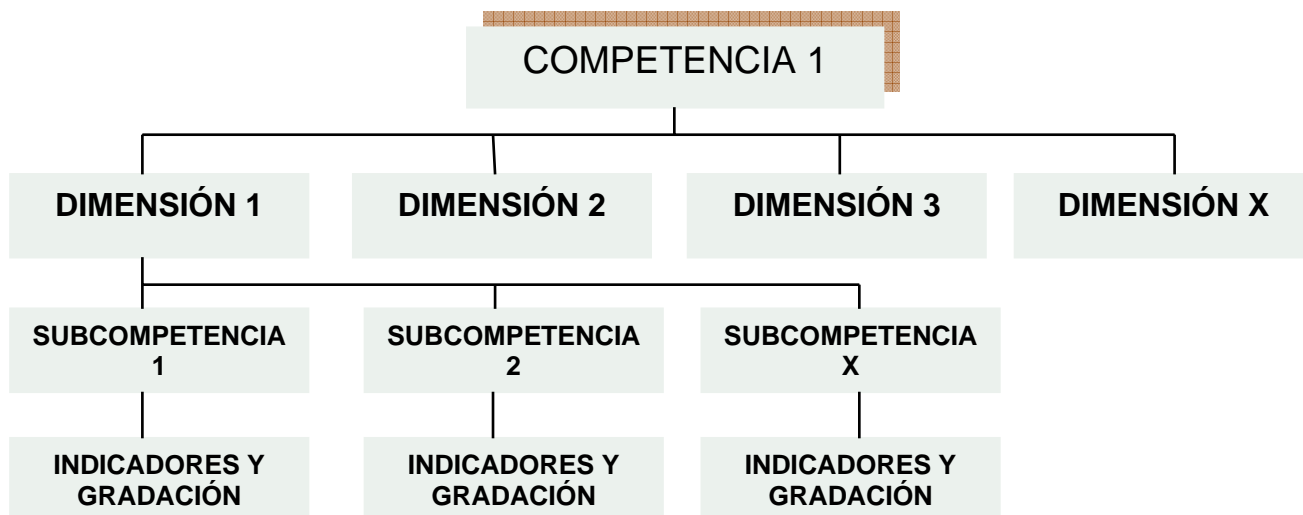 COMPETENCIA 1
DIMENSIÓN 1
DIMENSIÓN 2
DIMENSIÓN 3
DIMENSIÓN X
SUBCOMPETENCIA
1
SUBCOMPETENCIA
2
SUBCOMPETENCIA
X
INDICADORES Y
GRADACIÓN
INDICADORES Y
GRADACIÓN
INDICADORES Y
GRADACIÓN